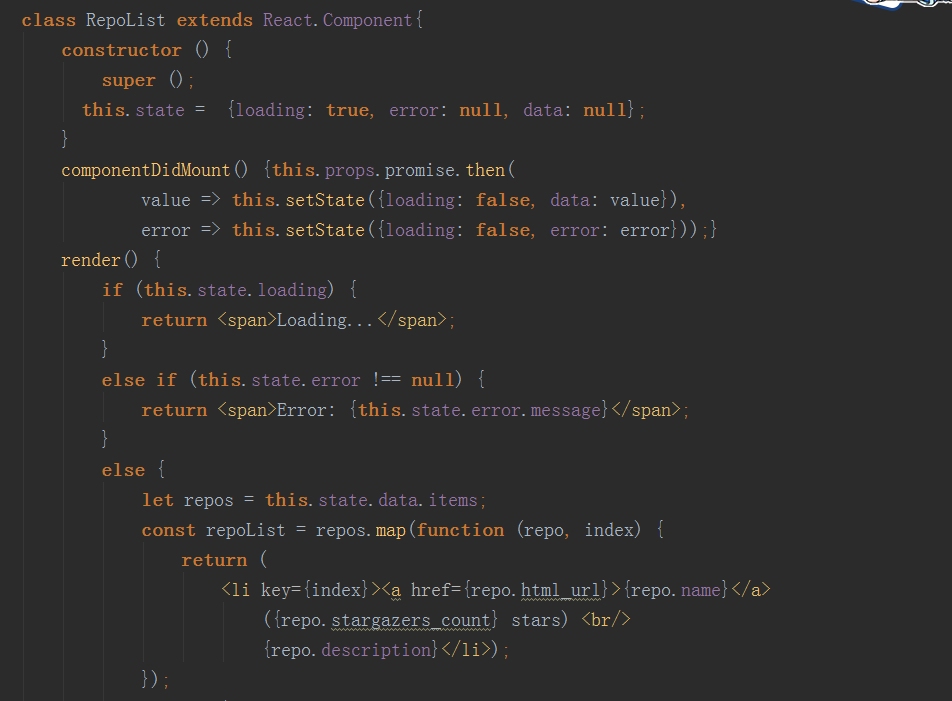 class RepoList extends React.Component{
constructor () {
super ();
this.state = {loading: true, error: null, data: null};
}
componentDidMount() {this.props.promise.then(
value => this.setState({loading: false, data: value}),
error => this.setState({loading: false, error: error}));}
render() {
if (this.state.loading) {
return <span>Loading...</span>;
}
else if (this.state.error !== null) {
return <span>Error: {this.state.error.message}</span>;
}
else {
let repos = this.state.data.items;
const repoList = repos.map(function (repo, index) {
return (
<li key={index}><a href={repo.html_url}>{repo.name}</a>
({repo.stargazers_count} stars) <br/>
{repo.description}</li>);
});